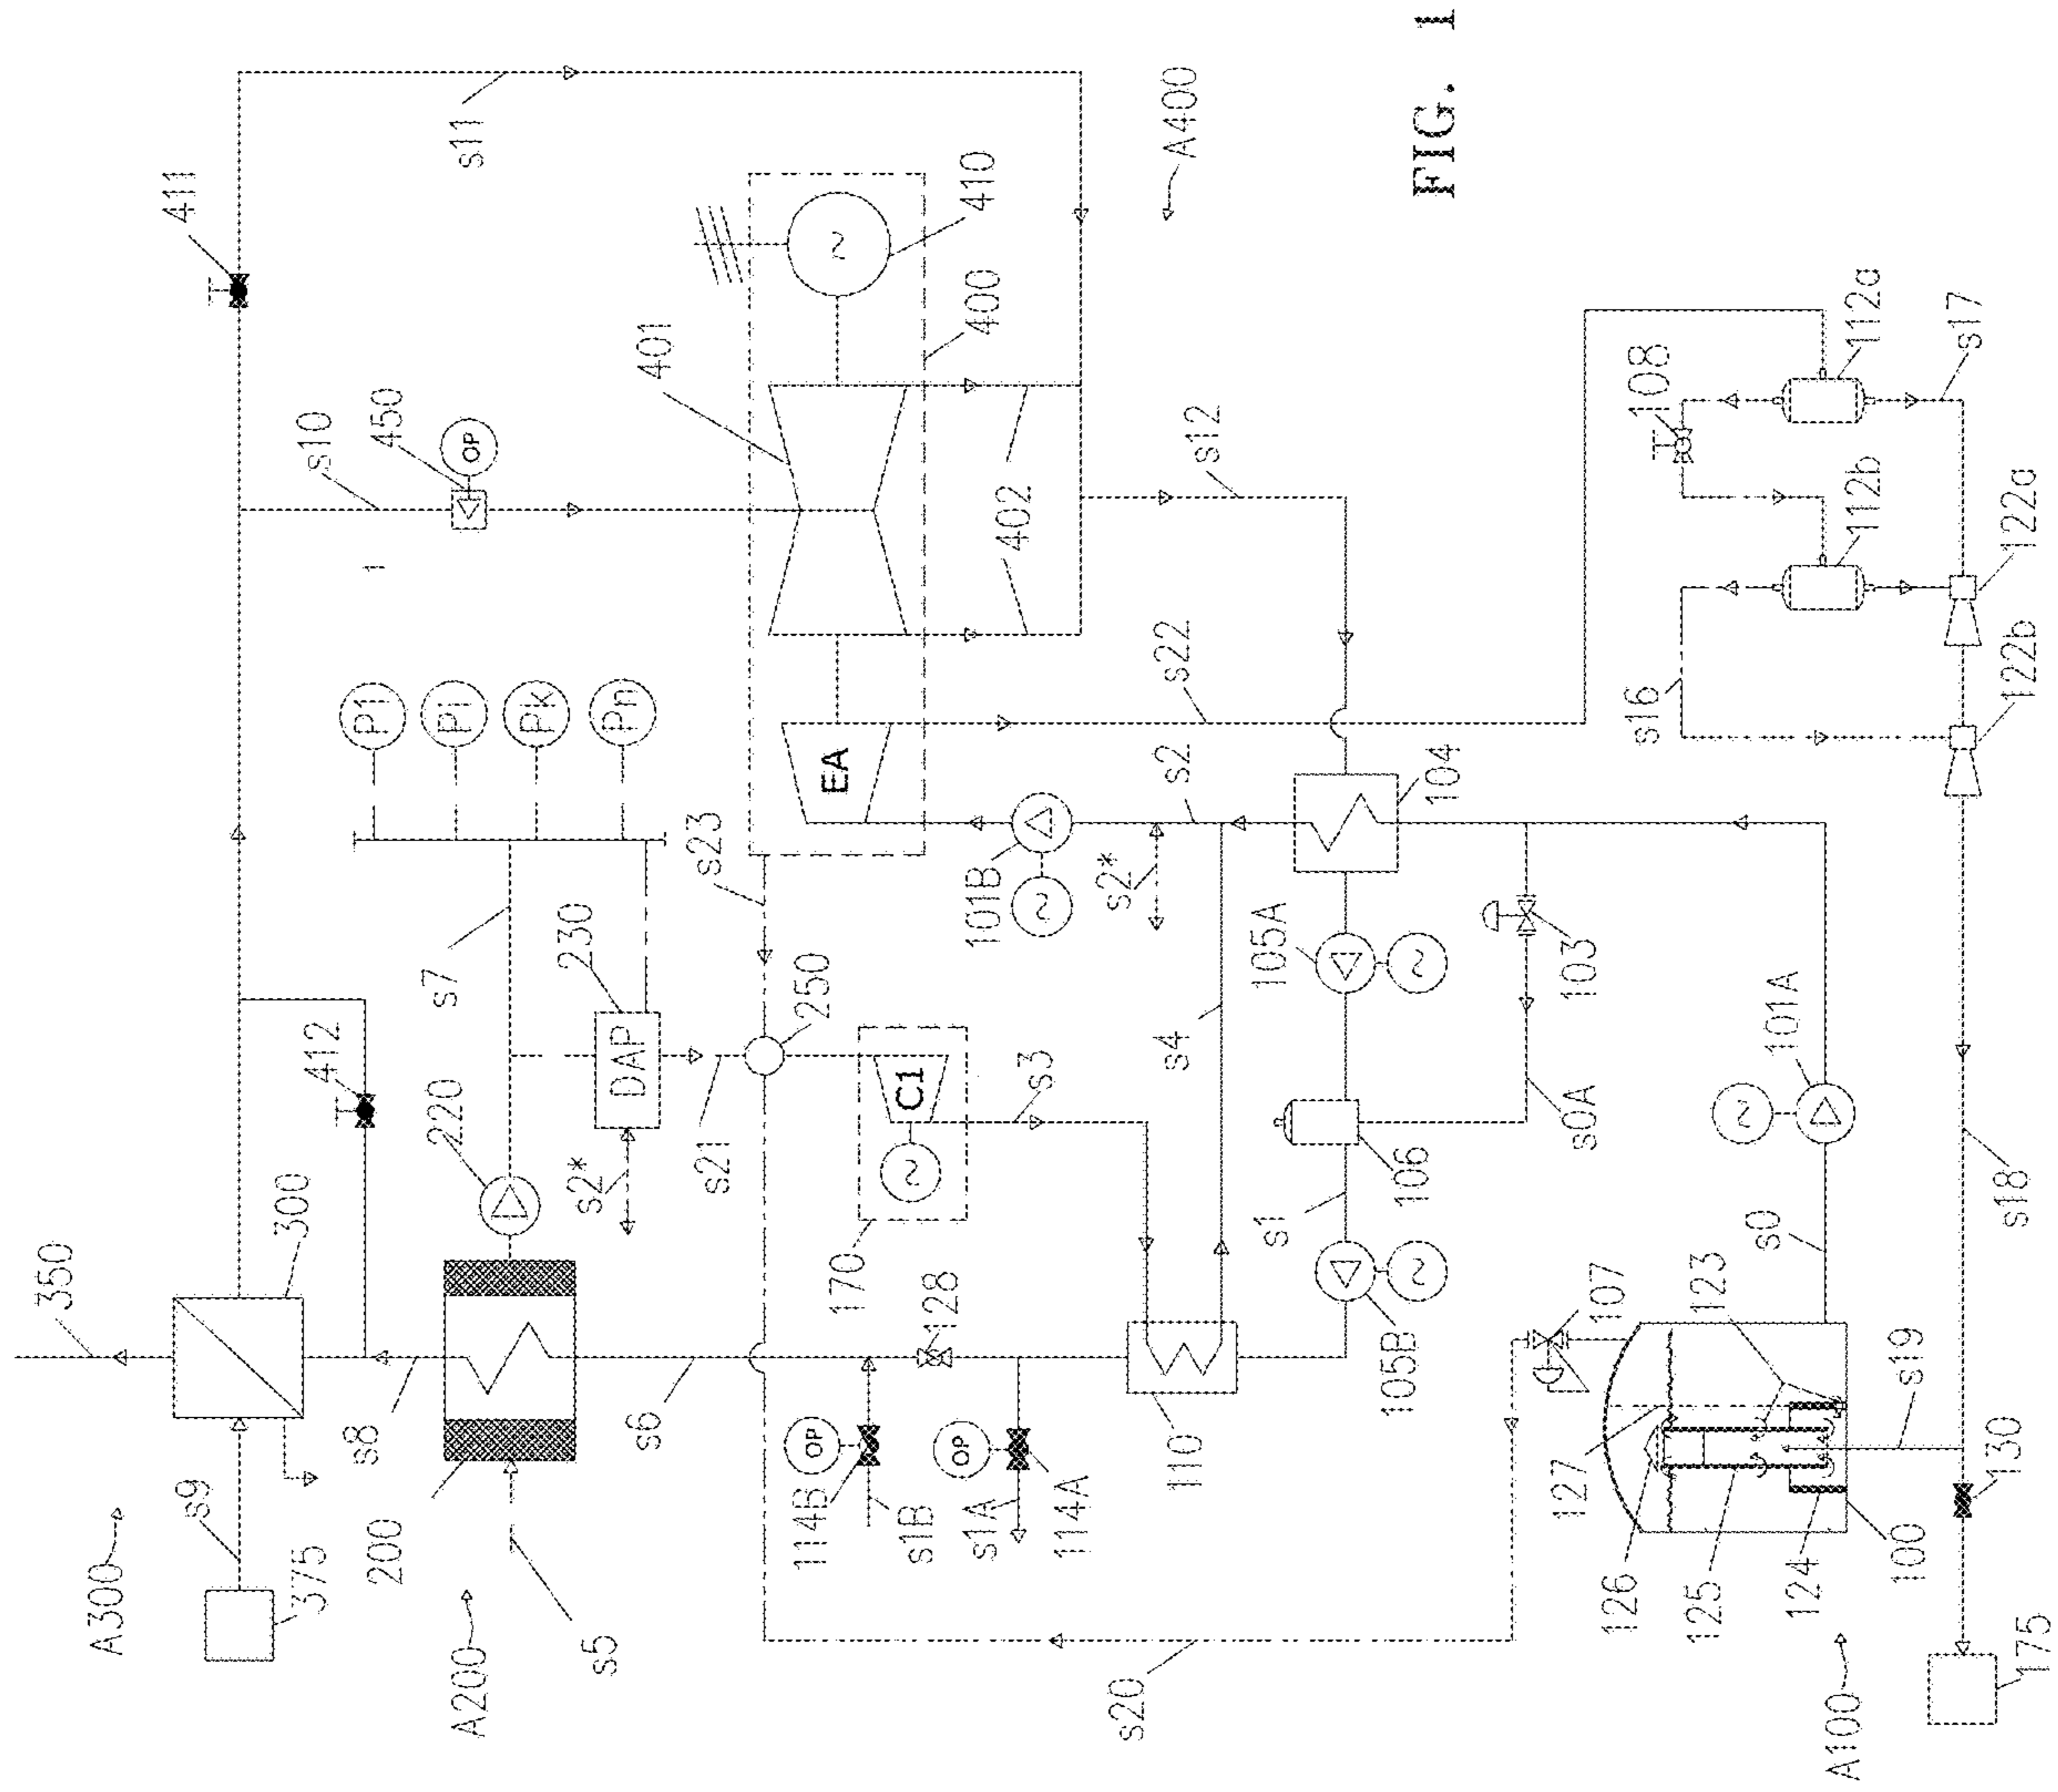 350
A300
s9
375
300
s8
412
411
s11
s10
450
OP
1
P1
Pi
Pk
Pn
s7
220
230
DAP
s2*
s21
200
A200
s5
s6
s23
250
401
410
400
402
EA
A400
FIG. 1
C1
170
s3
128
OP
114B
s1B
OP
s1A
114A
110
101B
s2*
s2
s22
s12
s4
105A
104
103
s0A
106
s1
105B
s20
107
101A
s0
123
127
126
125
124
100
s19
130
175
A100
s18
s16
108
112a
112b
s17
122a
122b